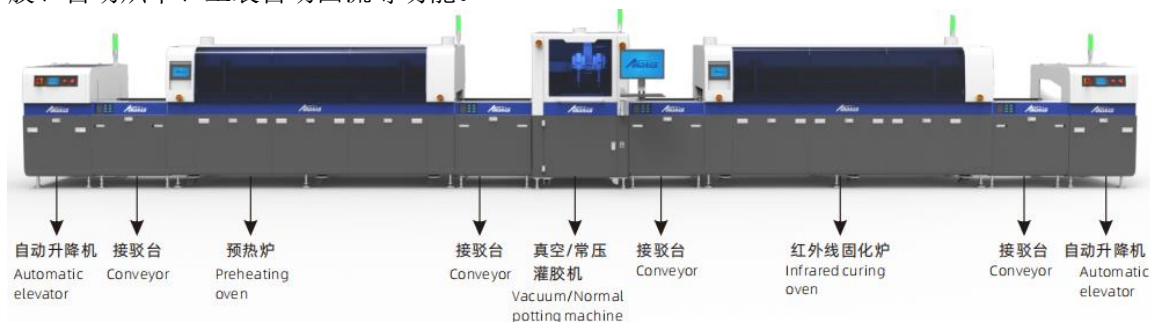 自动升降机
Automatic
elevator
接驳台
Conveyor
预热炉
Preheating
oven
接驳台
Conveyor
真空/常压
灌胶机
Vacuum/Normal
potting machine
接驳台
Conveyor
红外线固化炉
Infrared curing
oven
接驳台
Conveyor
自动升降机
Automatic
elevator